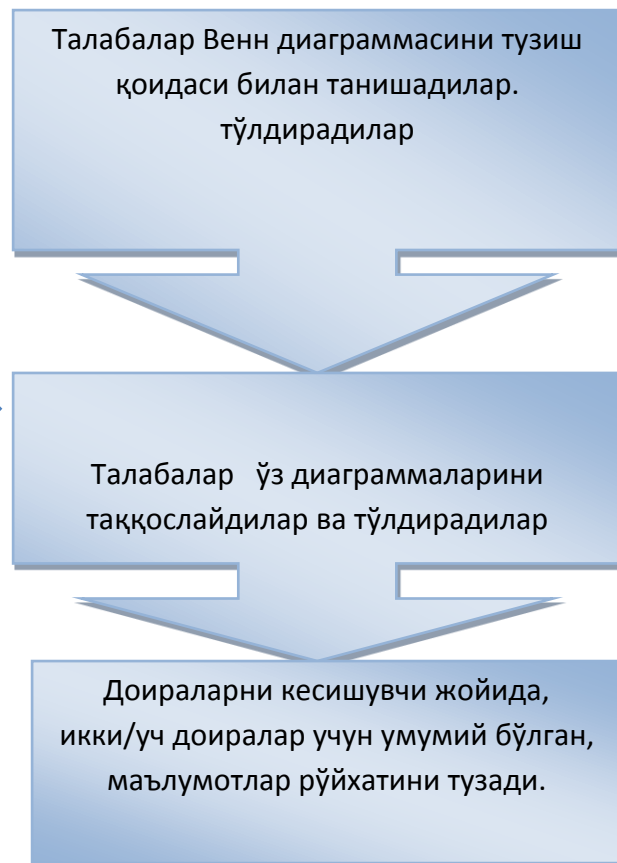 Талабалар Венн диаграммасини тузиш
қоидаси билан танишадилар.
тўлдирадилар
Талабалар ўз диаграммаларини
таққослайдилар ва тўлдирадилар
Доираларни кесишувчи жойида,
икки/уч доиралар учун умумий бўлган,
маълумотлар рўйхатини тузади.